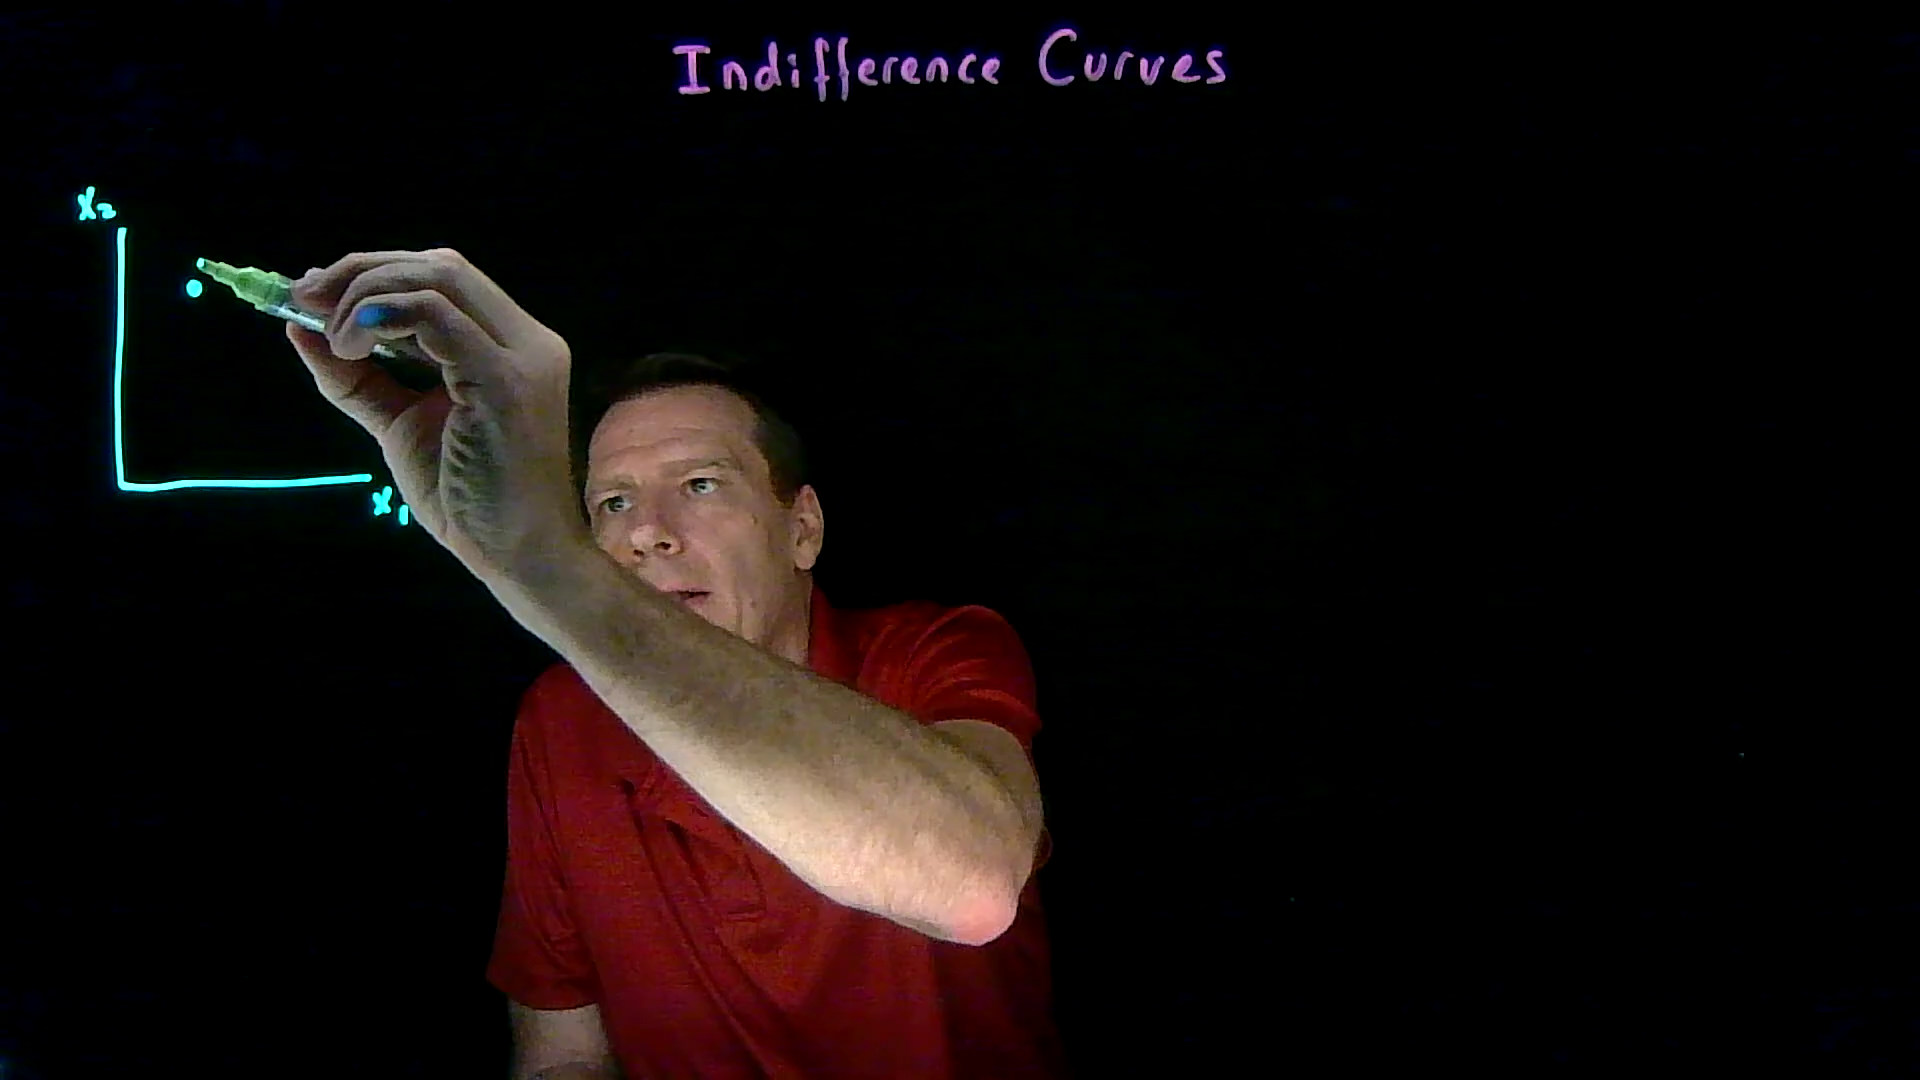 Indifference Curves
x₂
x₁